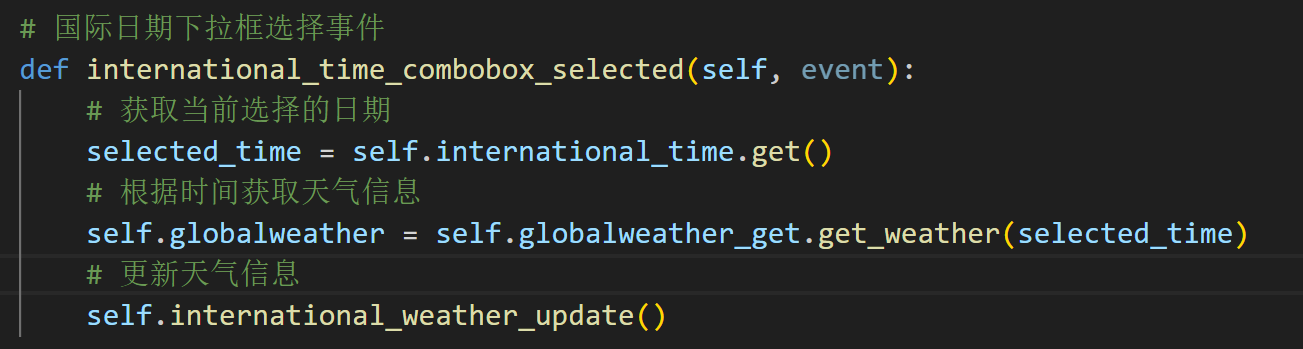 # 国际日期下拉框选择事件
def international_time_combobox_selected(self, event):
# 获取当前选择的日期
selected_time = self.international_time.get()
# 根据时间获取天气信息
self.globalweather = self.globalweather_get.get_weather(selected_time)
# 更新天气信息
self.international_weather_update()